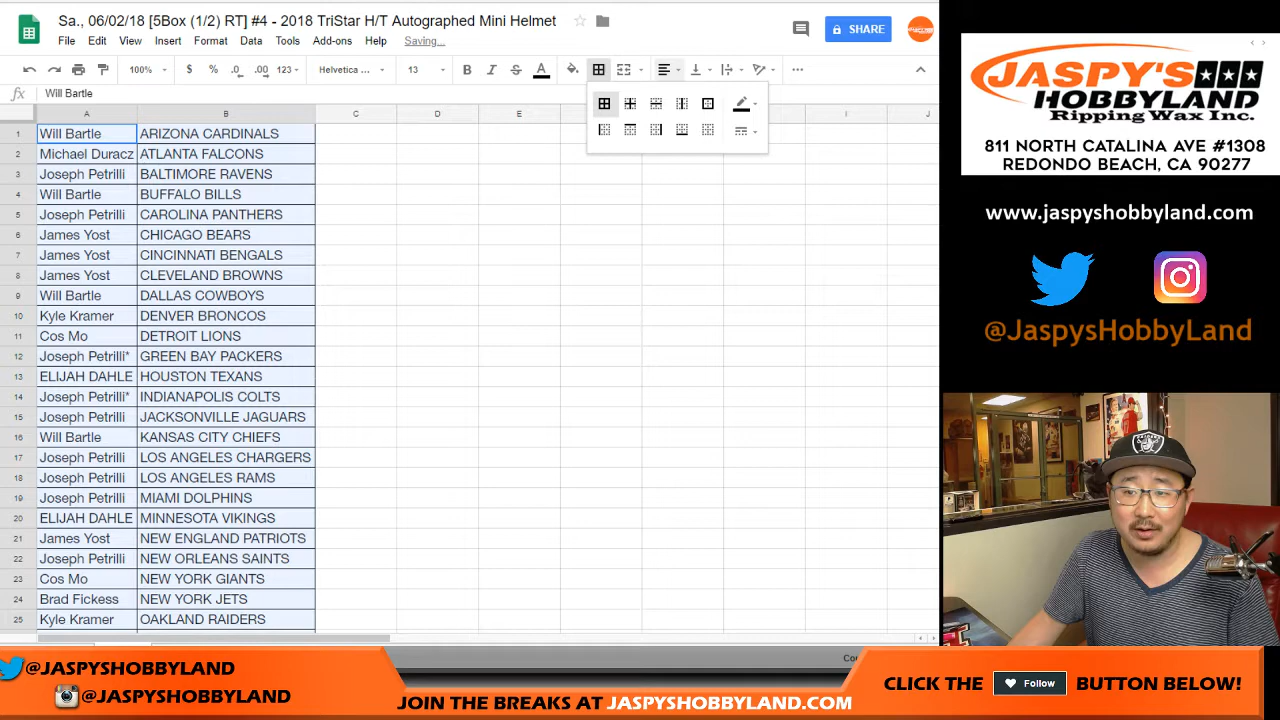 Sa., 06/02/18 [5Box (1/2) RT] #4 - 2018 TriStar H/T Autographed Mini Helmet
File Edit View Insert Format Data Tools Add-ons Help Saving...
SHARE
100% $ % .0 .00 123 Helvetica ... 13 B I S A
fx Will Bartle
A B C D E I J
1 Will Bartle ARIZONA CARDINALS
2 Michael Duracz ATLANTA FALCONS
3 Joseph Petrilli BALTIMORE RAVENS
4 Will Bartle BUFFALO BILLS
5 Joseph Petrilli CAROLINA PANTHERS
6 James Yost CHICAGO BEARS
7 James Yost CINCINNATI BENGALS
8 James Yost CLEVELAND BROWNS
9 Will Bartle DALLAS COWBOYS
10 Kyle Kramer DENVER BRONCOS
11 Cos Mo DETROIT LIONS
12 Joseph Petrilli* GREEN BAY PACKERS
13 ELIJAH DAHLE HOUSTON TEXANS
14 Joseph Petrilli* INDIANAPOLIS COLTS
15 Joseph Petrilli JACKSONVILLE JAGUARS
16 Will Bartle KANSAS CITY CHIEFS
17 Joseph Petrilli LOS ANGELES CHARGERS
18 Joseph Petrilli LOS ANGELES RAMS
19 Joseph Petrilli MIAMI DOLPHINS
20 ELIJAH DAHLE MINNESOTA VIKINGS
21 James Yost NEW ENGLAND PATRIOTS
22 Joseph Petrilli NEW ORLEANS SAINTS
23 Cos Mo NEW YORK GIANTS
24 Brad Fickess NEW YORK JETS
25 Kyle Kramer OAKLAND RAIDERS
JASPY'S
HOBBYLAND
Ripping Wax Inc.
811 NORTH CATALINA AVE #1308
REDONDO BEACH, CA 90277
www.jaspyshobbyland.com
@JaspysHobbyLand
@JASPYSHOBBYLAND
@JASPYSHOBBYLAND
JOIN THE BREAKS AT JASPYSHOBBYLAND.COM
CLICK THE Follow BUTTON BELOW!